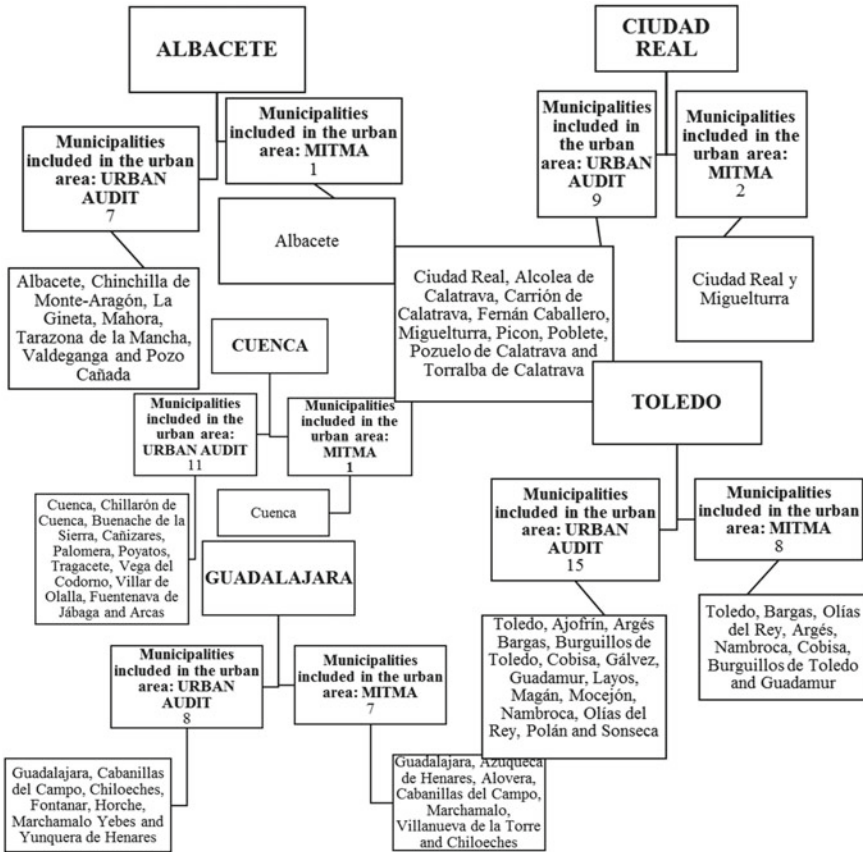 ALBACETE
Municipalities
included in the urban
area: URBAN
AUDIT
7
Albacete, Chinchilla de
Monte-Aragón, La
Gineta, Mahora,
Tarazona de la Mancha,
Valdeganga and Pozo
Cañada
Municipalities
included in the urban
area: MITMA
1
Albacete
CIUDAD
REAL
Municipalities
included in
the urban
area: URBAN
AUDIT
9
Ciudad Real, Alcolea de
Calatrava, Carrión de
Calatrava, Fernán Caballero,
Miguelturra, Picon, Poblete,
Pozuelo de Calatrava and
Torralba de Calatrava
Municipalities
included in the
urban area:
MITMA
2
Ciudad Real y
Miguelturra
CUENCA
Municipalities
included in the
urban area:
URBAN AUDIT
11
Cuenca, Chillarón de
Cuenca, Buenache de la
Sierra, Cañizares,
Palomera, Poyatos,
Tragacete, Vega del
Codorno, Villar de
Olalla, Fuentenava de
Jábaga and Arcas
Municipalities
included in the
urban area:
MITMA
1
Cuenca
TOLEDO
Municipalities
included in the urban
area: URBAN
AUDIT
15
Toledo, Ajofrín, Argés
Bargas, Burguillos de
Toledo, Cobisa, Gálvez,
Guadamur, Layos,
Magán, Mocejón,
Nambroca, Olías del
Rey, Polán and Sonseca
Municipalities
included in the urban
area: MITMA
8
Toledo, Bargas, Olías
del Rey, Argés,
Nambroca, Cobisa,
Burguillos de Toledo
and Guadamur
GUADALAJARA
Municipalities
included in the urban
area: URBAN
AUDIT
8
Guadalajara, Cabanillas
del Campo, Chiloeches,
Fontanar, Horche,
Marchamalo Yebes and
Yunquera de Henares
Municipalities
included in the urban
area: MITMA
7
Guadalajara, Azuqueca
de Henares, Alovera,
Cabanillas del Campo,
Marchamalo,
Villanueva de la Torre
and Chiloeches